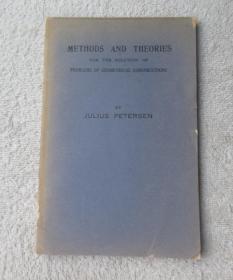 METHODS AND THEORIES
FOR THE SOLUTION OF
PROBLEMS OF GEOMETRICAL CONSTRUCTIONS
BY
JULIUS PETERSEN